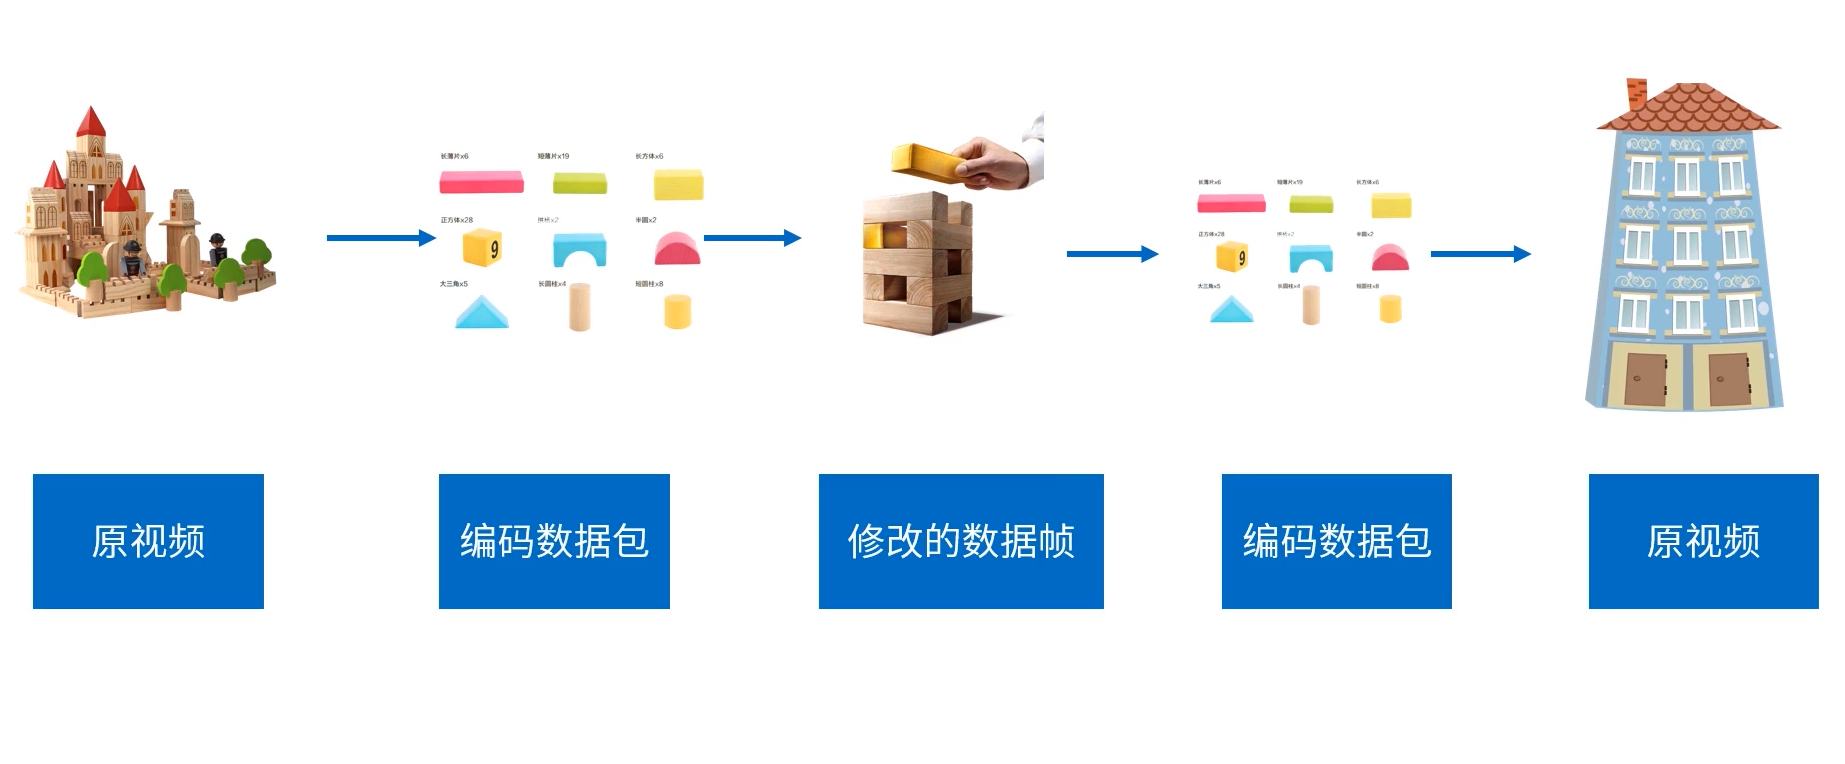 长薄片x6 短薄片x19 长方体x6
正方体x28 拱桥x2 半圆x2
9
大三角x5 长圆柱x4 短圆柱x8
长薄片x6 短薄片x19 长方体x6
正方体x28 拱桥x2 半圆x2
9
大三角x5 长圆柱x4 短圆柱x8
原视频
编码数据包
修改的数据帧
编码数据包
原视频